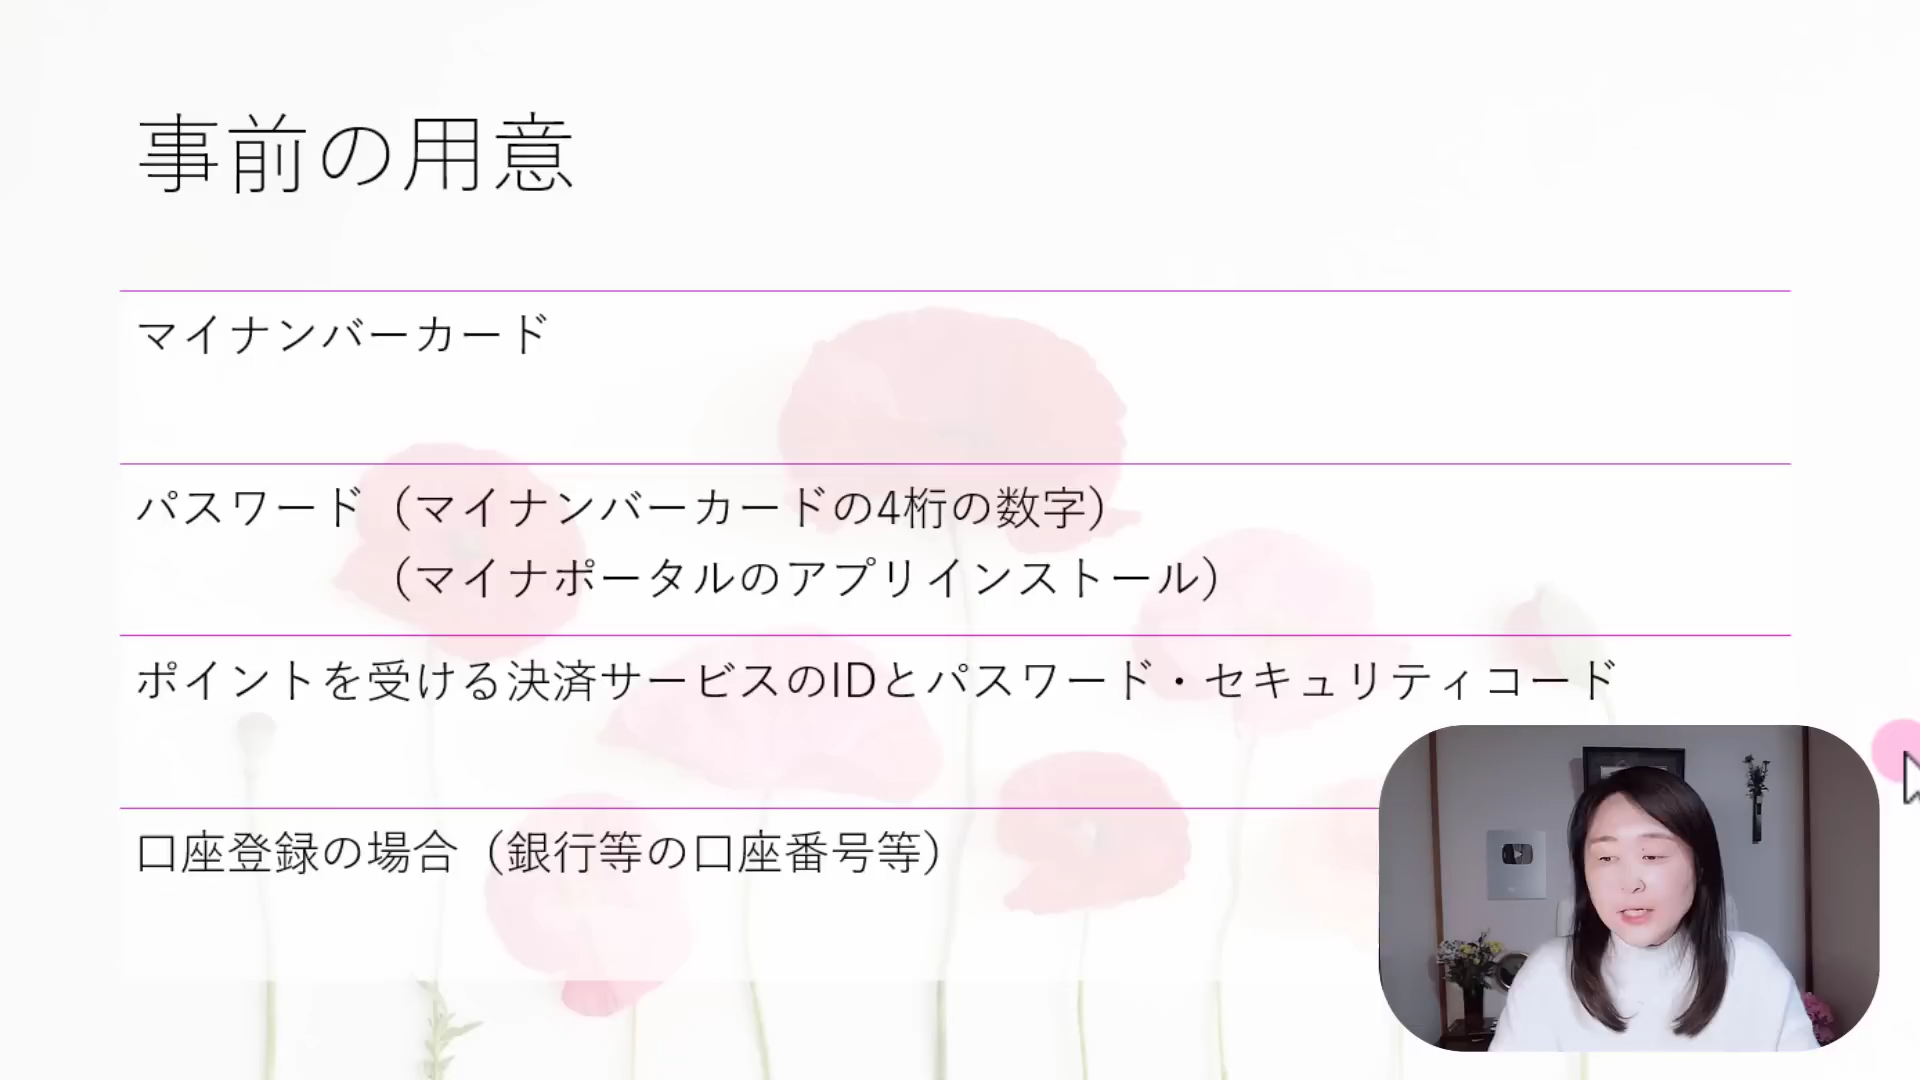 事前の用意
マイナンバーカード
パスワード（マイナンバーカードの4桁の数字）
（マイナポータルのアプリインストール）
ポイントを受ける決済サービスのIDとパスワード・セキュリティコード
口座登録の場合（銀行等の口座番号等）